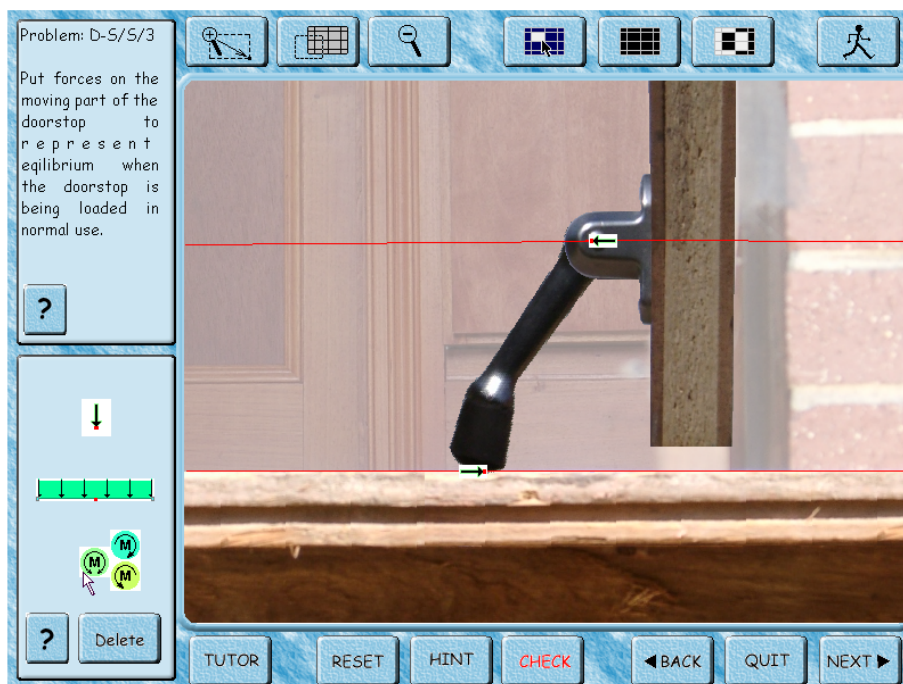 Problem: D-S/S/3
Put forces on the
moving part of the
doorstop to
represent
eqilibrium when
the doorstop is
being loaded in
normal use.
?
M
M
M
?
Delete
TUTOR
RESET
HINT
CHECK
◀BACK
QUIT
NEXT▶